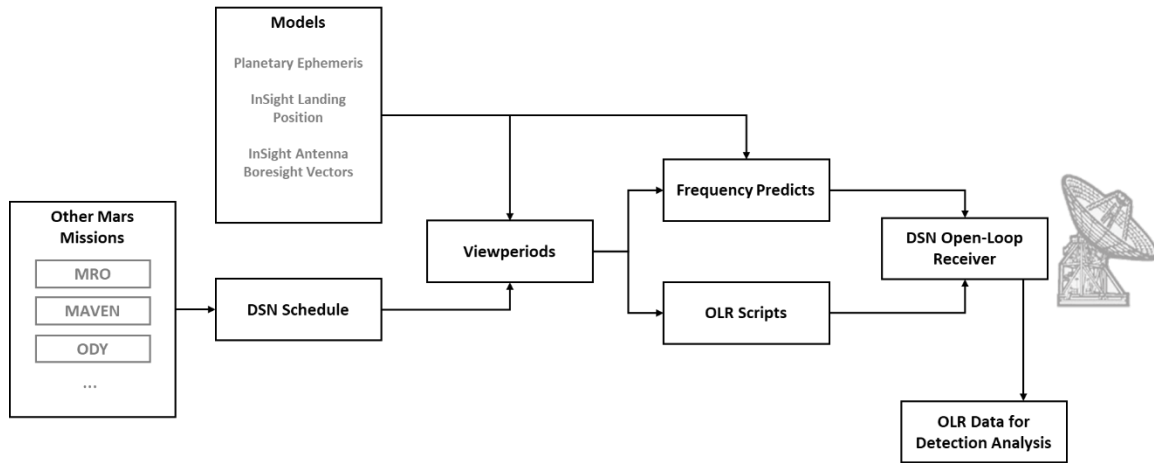 Models
Planetary Ephemeris
InSight Landing
Position
InSight Antenna
Boresight Vectors
Other Mars
Missions
MRO
MAVEN
ODY
...
DSN Schedule
Viewperiods
Frequency Predicts
OLR Scripts
DSN Open-Loop
Receiver
OLR Data for
Detection Analysis